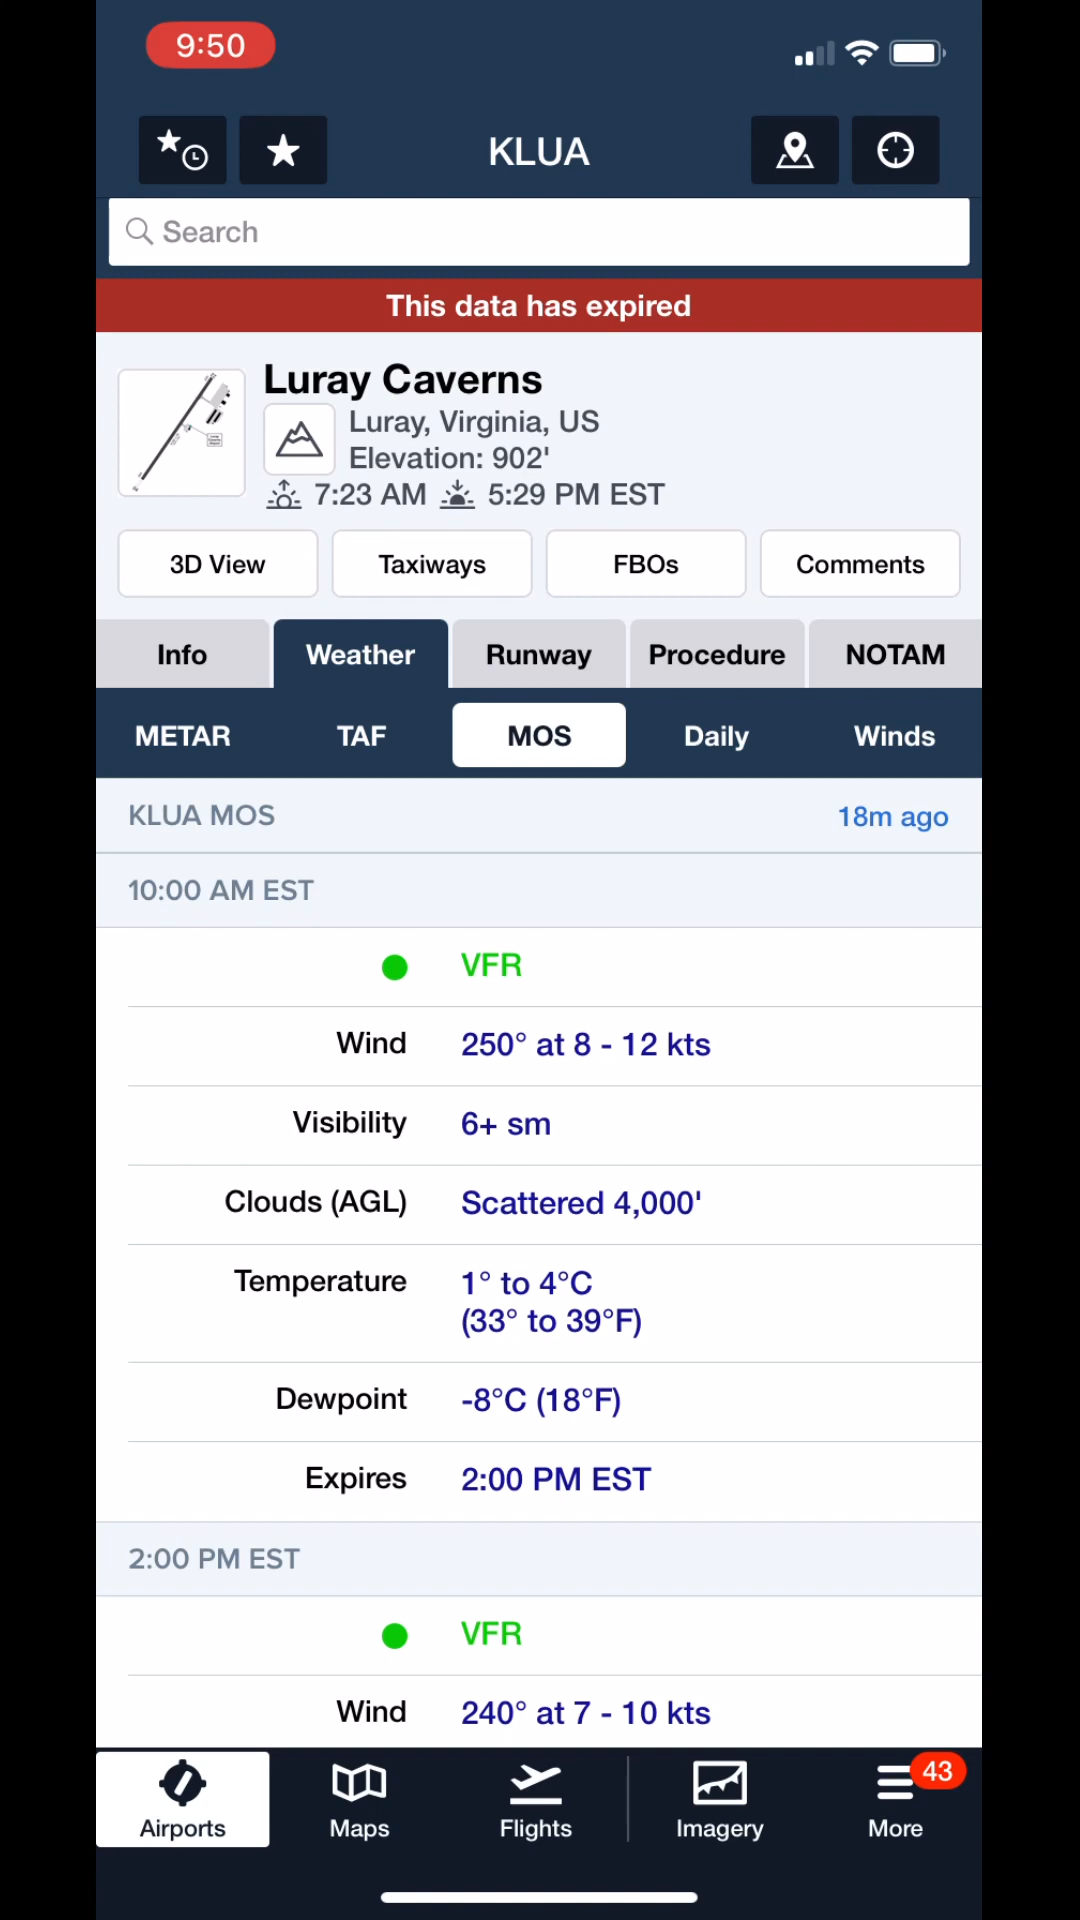 9:50
KLUA
Search
This data has expired
Luray Caverns
Luray, Virginia, US
Elevation: 902'
7:23 AM 5:29 PM EST
3D View Taxiways FBOs Comments
Info Weather Runway Procedure NOTAM
METAR TAF MOS Daily Winds
KLUA MOS 18m ago
10:00 AM EST
VFR
Wind 250° at 8 - 12 kts
Visibility 6+ sm
Clouds (AGL) Scattered 4,000'
Temperature 1° to 4°C
(33° to 39°F)
Dewpoint -8°C (18°F)
Expires 2:00 PM EST
2:00 PM EST
VFR
Wind 240° at 7 - 10 kts
43
Airports Maps Flights Imagery More